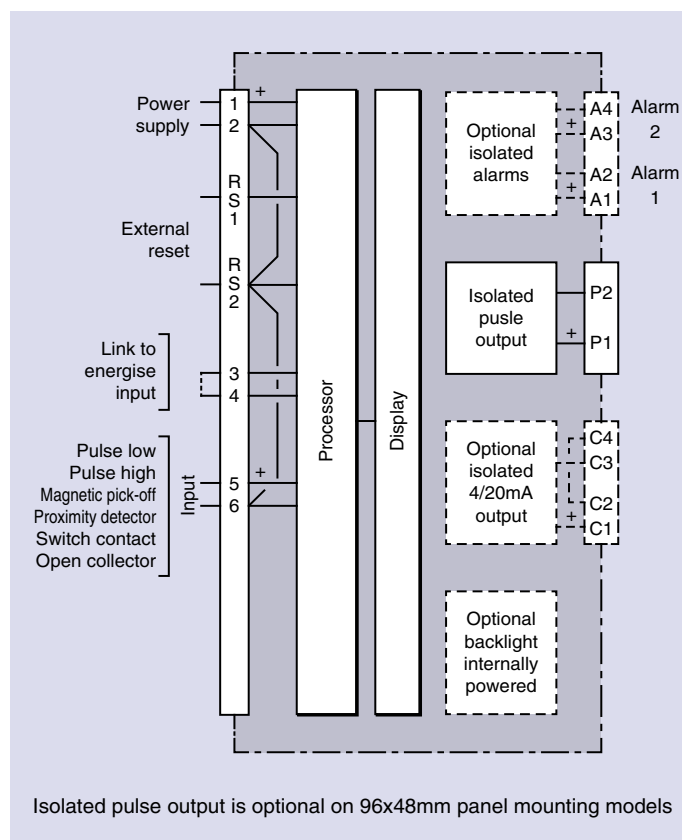 Power
supply
External
reset
Link to
energise
input
Pulse low
Pulse high
Magnetic pick-off
Proximity detector
Switch contact
Open collector
Input
+
1
2
R
S
1
R
S
2
3
4
+
5
6
Processor
Display
Optional
isolated
alarms
+
+
A4
A3
A2
A1
Alarm
2
Alarm
1
Isolated
pusle
output
+
P2
P1
Optional
isolated
4/20mA
output
+
C4
C3
C2
C1
Optional
backlight
internally
powered
Isolated pulse output is optional on 96x48mm panel mounting models